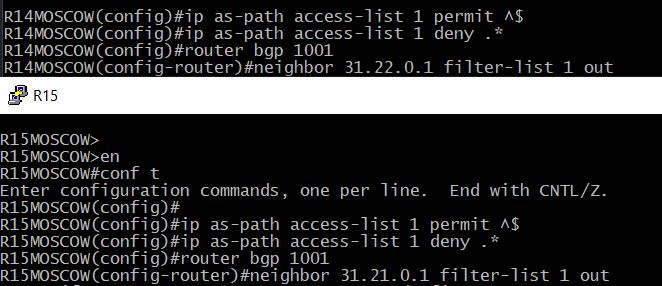 R14MOSCOW(config)#ip as-path access-list 1 permit ^$
R14MOSCOW(config)#ip as-path access-list 1 deny .*
R14MOSCOW(config)#router bgp 1001
R14MOSCOW(config-router)#neighbor 31.22.0.1 filter-list 1 out
R15
R15MOSCOW>
R15MOSCOW>en
R15MOSCOW#conf t
Enter configuration commands, one per line.  End with CNTL/Z.
R15MOSCOW(config)#
R15MOSCOW(config)#ip as-path access-list 1 permit ^$
R15MOSCOW(config)#ip as-path access-list 1 deny .*
R15MOSCOW(config)#router bgp 1001
R15MOSCOW(config-router)#neighbor 31.21.0.1 filter-list 1 out